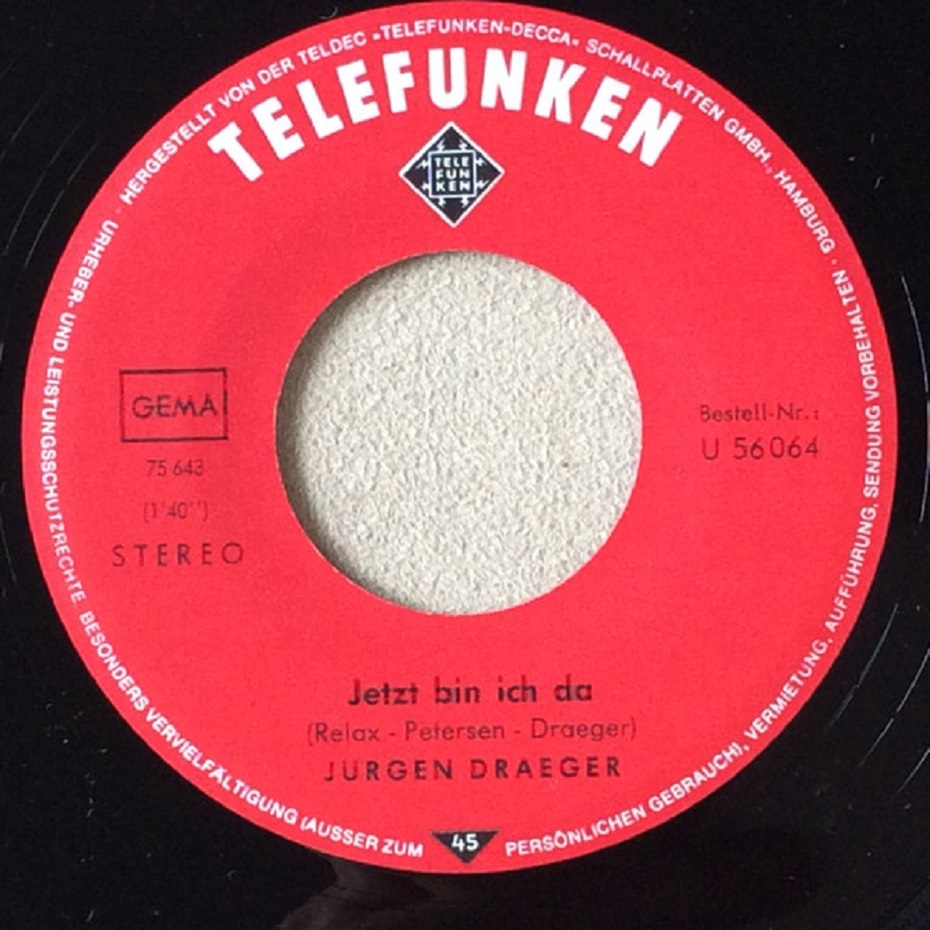 HERGESTELLT VON DER TELDEC »TELEFUNKEN-DECCA« SCHALLPLATTEN GMBH., HAMBURG · URHEBER- UND LEISTUNGSSCHUTZRECHTE BESONDERS VERVIELFÄLTIGUNG (AUSSER ZUM PERSÖNLICHEN GEBRAUCH), VERMIETUNG, AUFFÜHRUNG, SENDUNG VORBEHALTEN ·
TELEFUNKEN
TELE
FUN
KEN
GEMA
75 643
(1'40'')
STEREO
Bestell-Nr.:
U 56064
Jetzt bin ich da
(Relax - Petersen - Draeger)
JÜRGEN DRAEGER
45